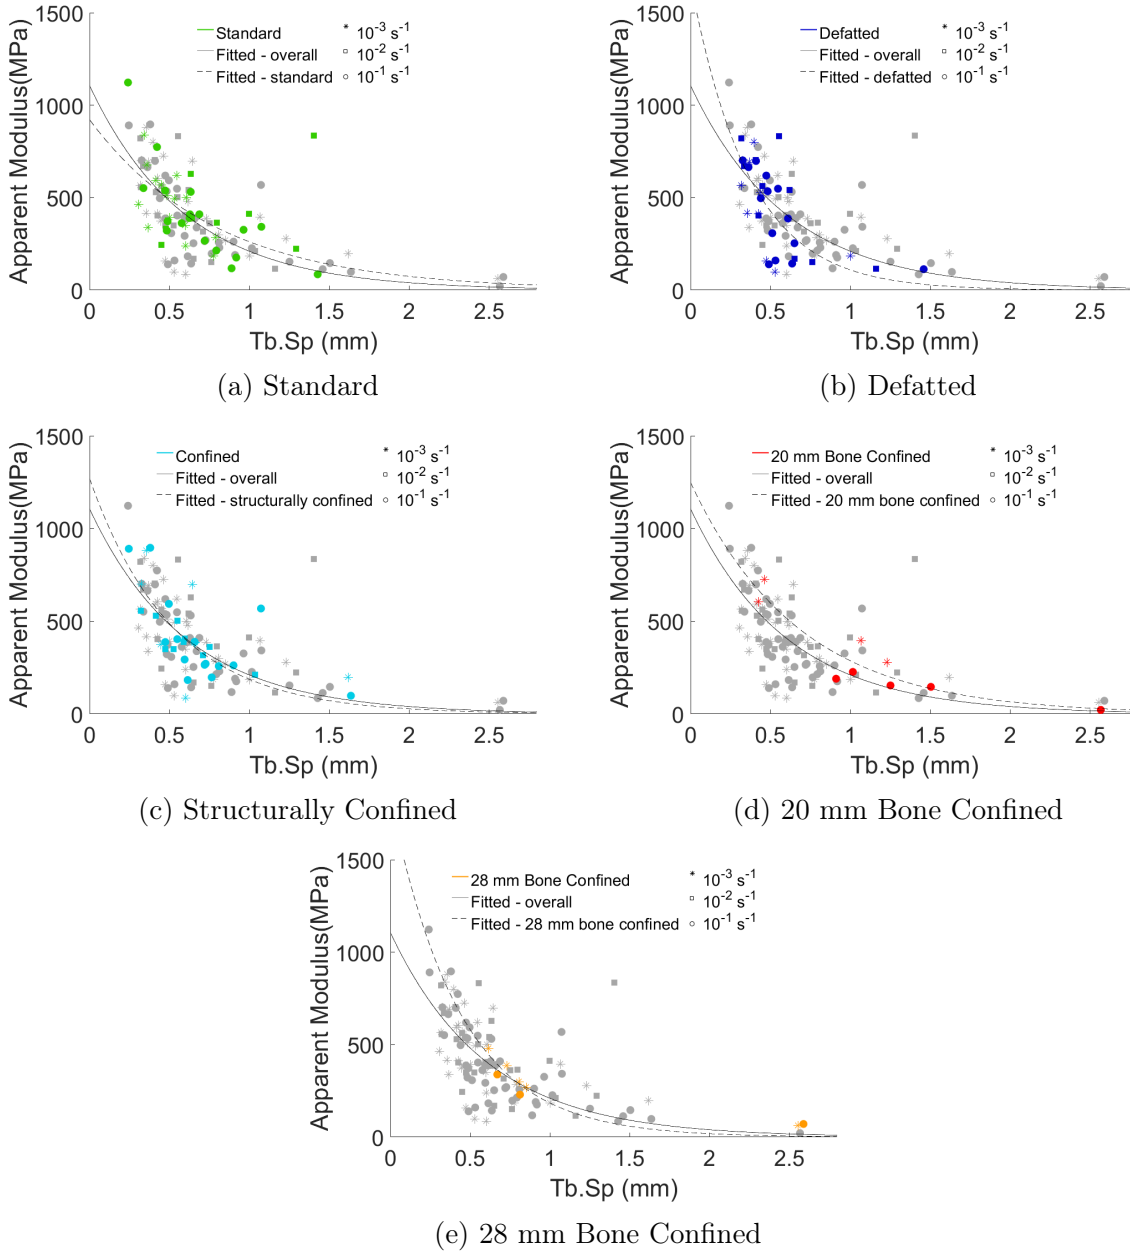 1500
1000
500
0
Apparent Modulus(MPa)
Standard
Fitted - overall
Fitted - standard
10-3 s-1
10-2 s-1
10-1 s-1
0 0.5 1 1.5 2 2.5
Tb.Sp (mm)
(a) Standard
1500
1000
500
0
Apparent Modulus(MPa)
Defatted
Fitted - overall
Fitted - defatted
10-3 s-1
10-2 s-1
10-1 s-1
0 0.5 1 1.5 2 2.5
Tb.Sp (mm)
(b) Defatted
1500
1000
500
0
Apparent Modulus(MPa)
Confined
Fitted - overall
Fitted - structurally confined
10-3 s-1
10-2 s-1
10-1 s-1
0 0.5 1 1.5 2 2.5
Tb.Sp (mm)
(c) Structurally Confined
1500
1000
500
0
Apparent Modulus(MPa)
20 mm Bone Confined
Fitted - overall
Fitted - 20 mm bone confined
10-3 s-1
10-2 s-1
10-1 s-1
0 0.5 1 1.5 2 2.5
Tb.Sp (mm)
(d) 20 mm Bone Confined
1500
1000
500
0
Apparent Modulus(MPa)
28 mm Bone Confined
Fitted - overall
Fitted - 28 mm bone confined
10-3 s-1
10-2 s-1
10-1 s-1
0 0.5 1 1.5 2 2.5
Tb.Sp (mm)
(e) 28 mm Bone Confined